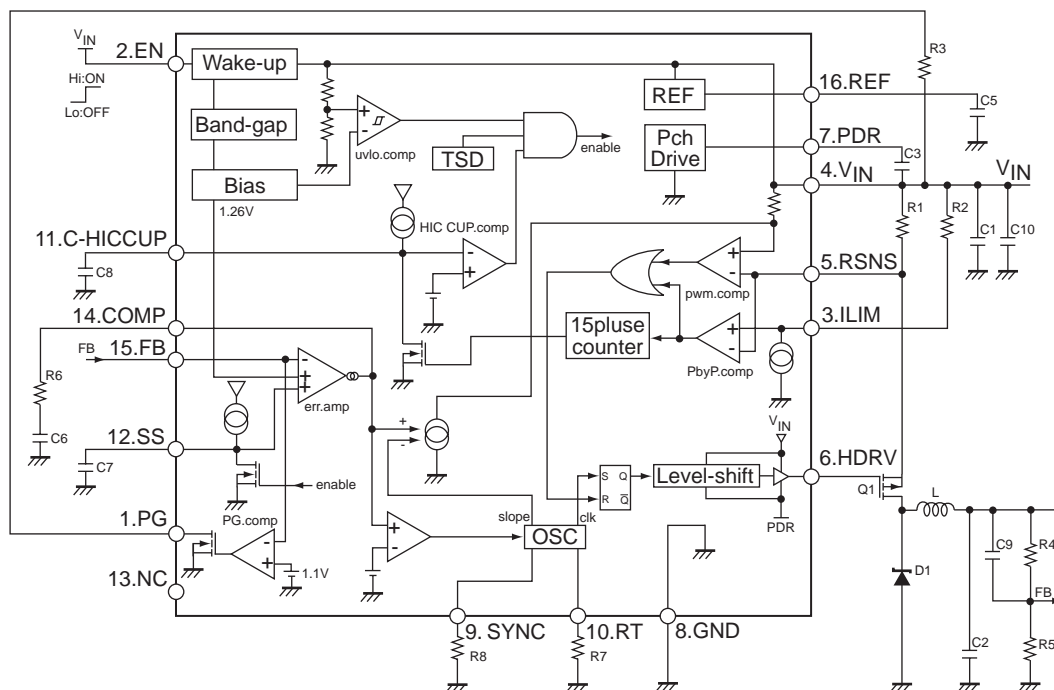 VIN
2.EN
Hi:ON
Lo:OFF
Wake-up
Band-gap
Bias
1.26V
uvlo.comp
TSD
enable
REF
Pch
Drive
16.REF
7.PDR
4.VIN
VIN
C5
C3
R3
R1
R2
C1
C10
11.C-HICCUP
C8
HIC CUP.comp
pwm.comp
5.RSNS
14.COMP
15pluse
counter
PbyP.comp
3.ILIM
FB
15.FB
R6
C6
err.amp
12.SS
C7
enable
+
-
VIN
Level-shift
PDR
6.HDRV
Q1
S
Q
R
Q
1.PG
PG.comp
1.1V
slope
clk
OSC
13.NC
9. SYNC
10.RT
8.GND
R8
R7
L
D1
C9
C2
R4
FB
R5